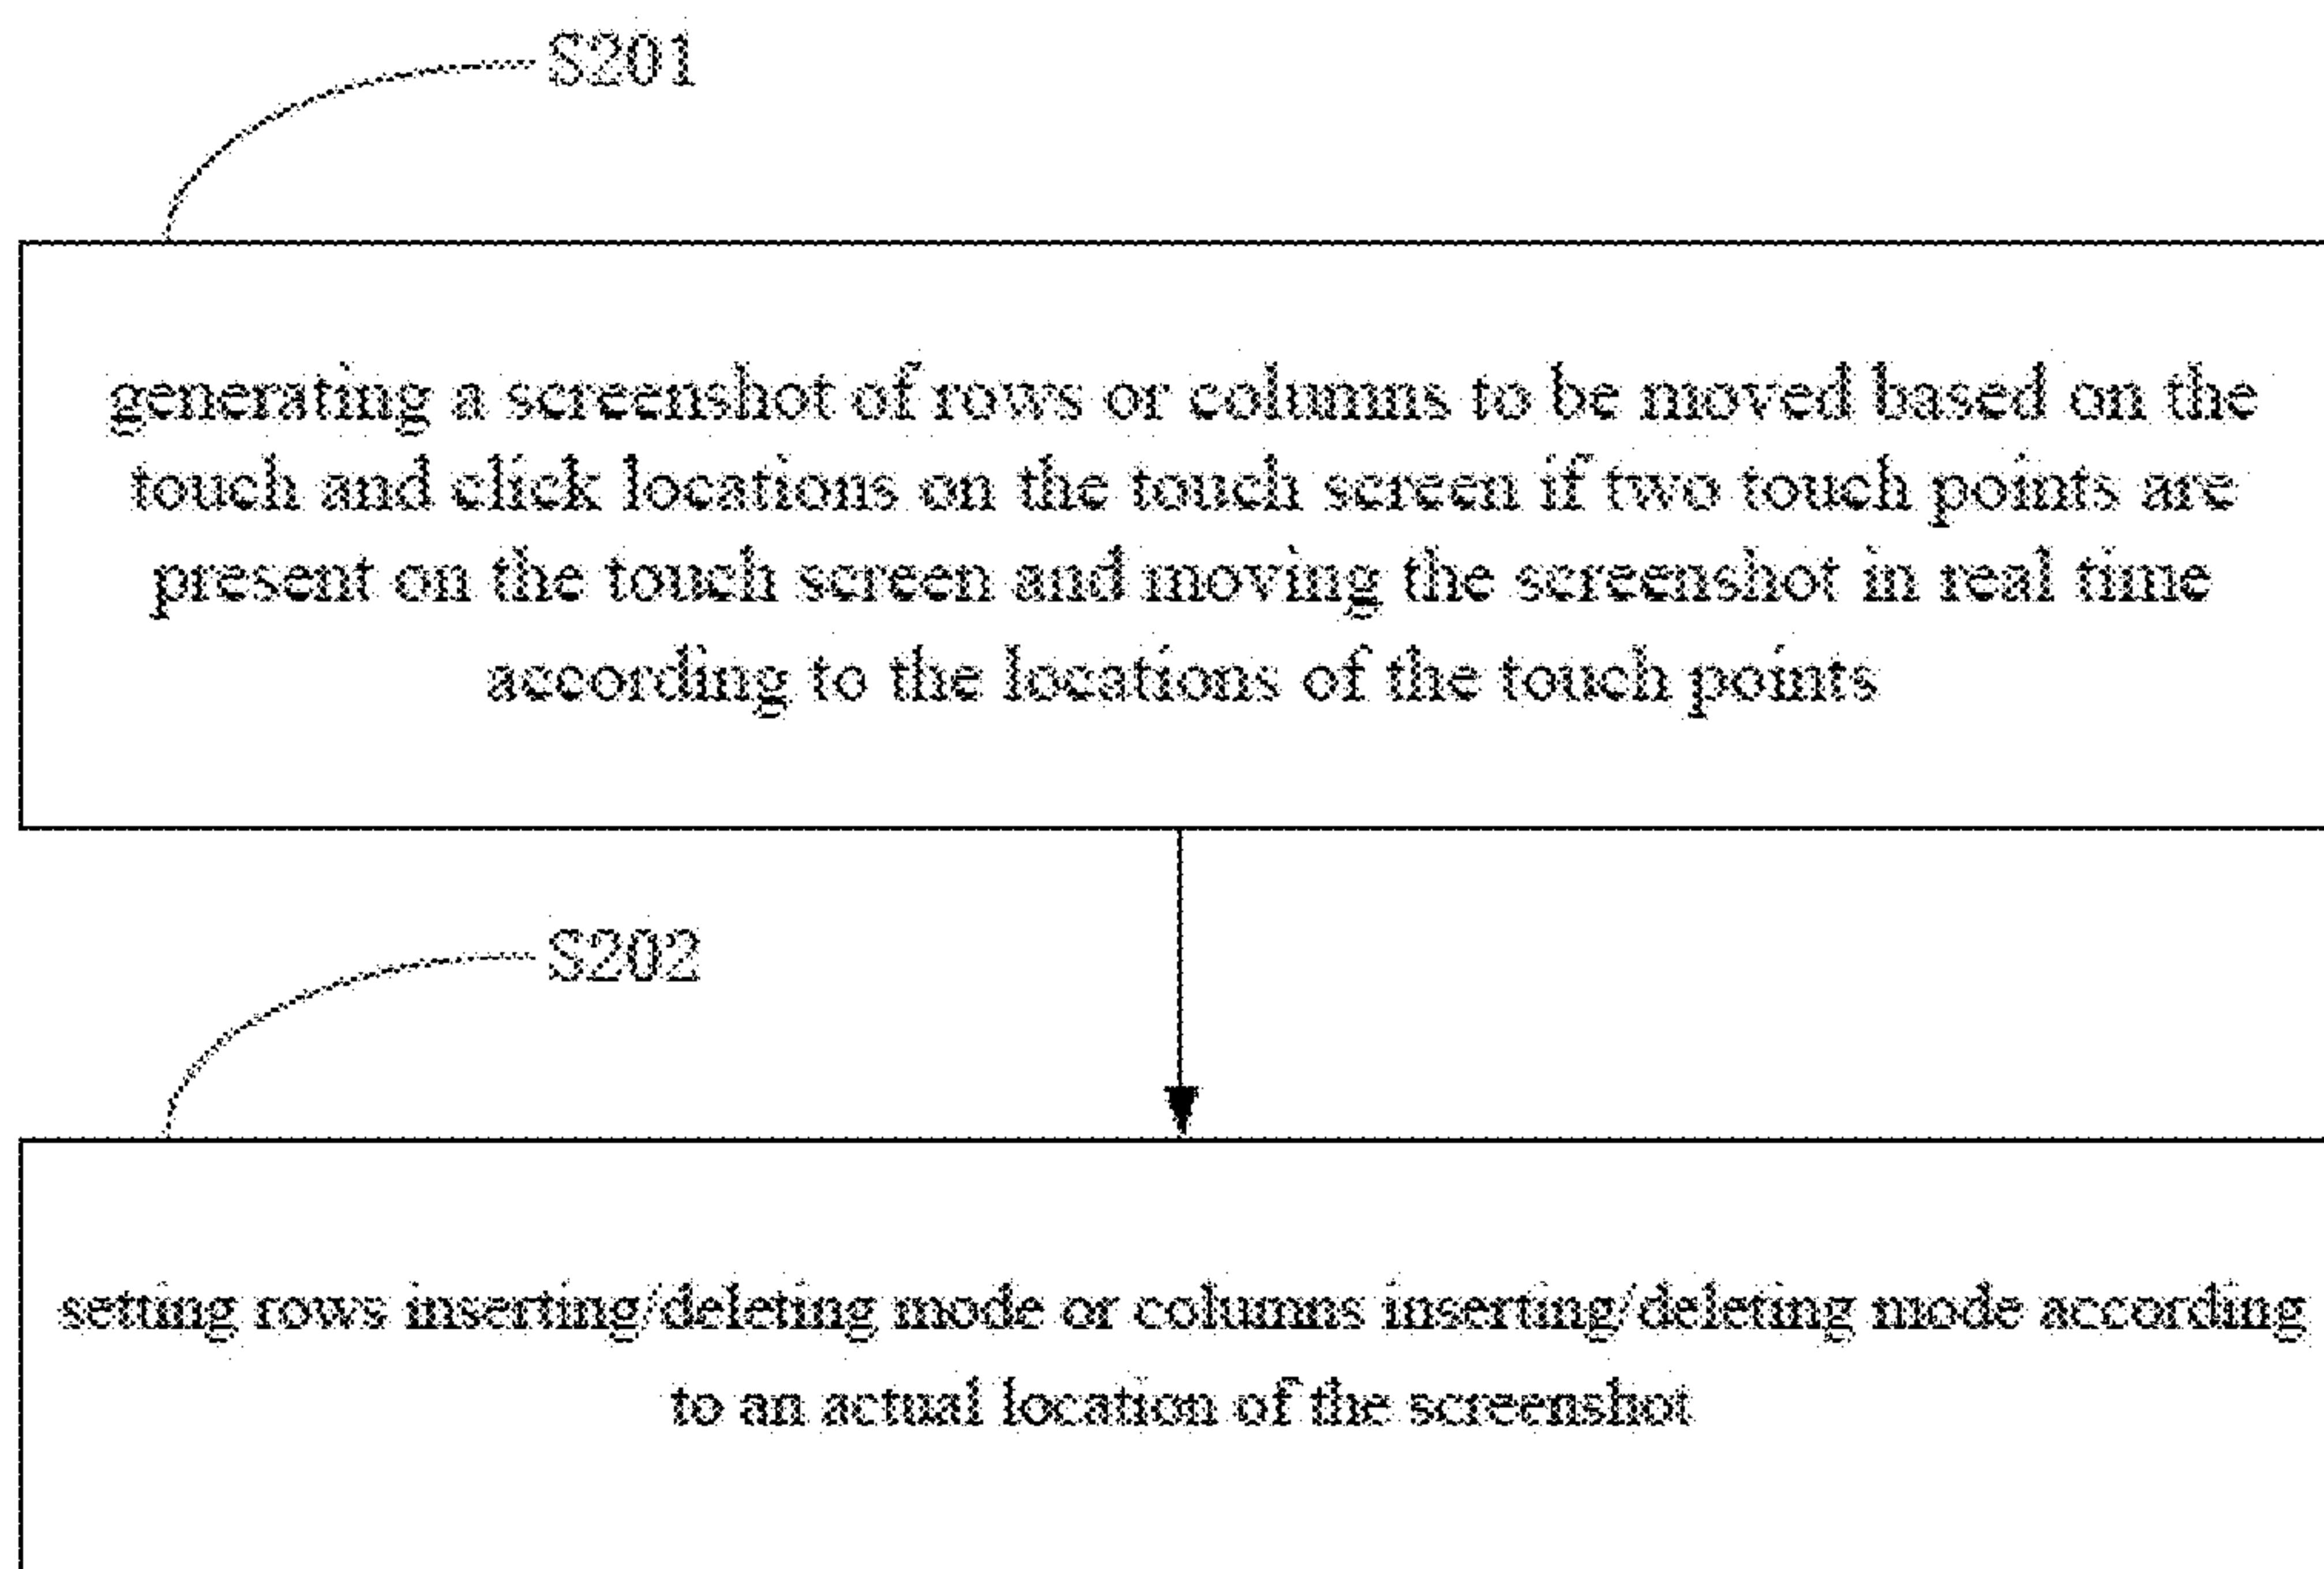 S201
generating a screenshot of rows or columns to be moved based on the
touch and click locations on the touch screen if two touch points are
present on the touch screen and moving the screenshot in real time
according to the locations of the touch points
S202
setting rows inserting/deleting mode or columns inserting/deleting mode according
to an actual location of the screenshot